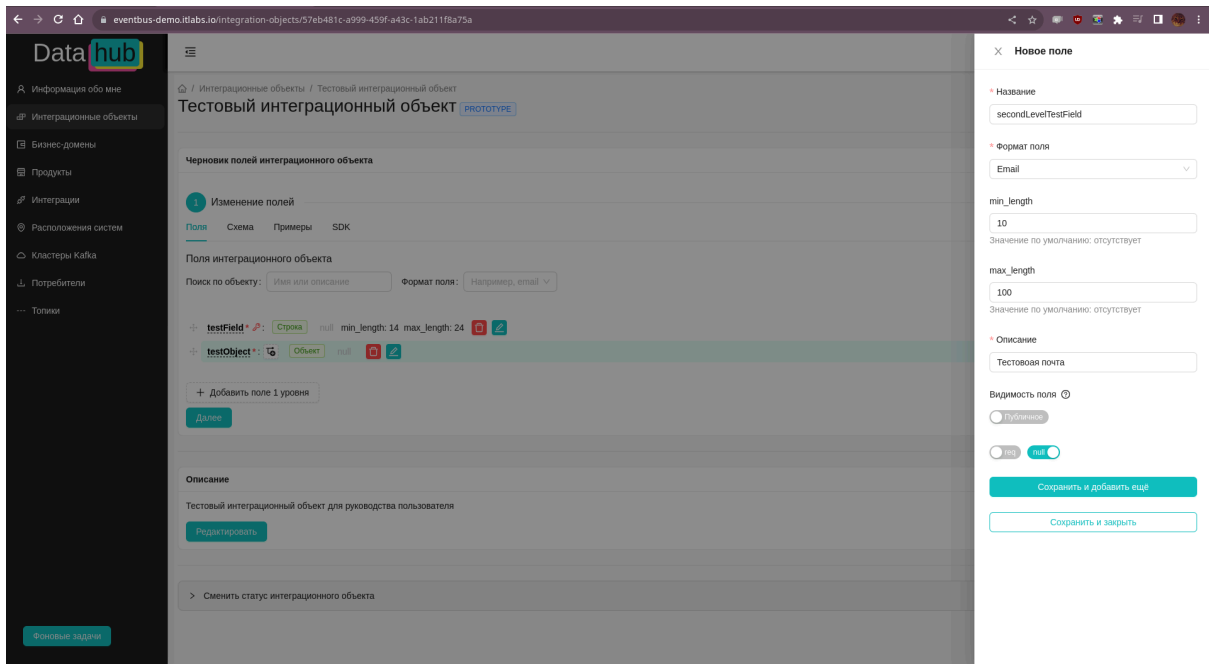 eventbus-demo.itlabs.io/integration-objects/57eb481c-a999-459f-a43c-1ab211f8a75a
Data hub
Информация обо мне
Интеграционные объекты
Бизнес-домены
Продукты
Интеграции
Расположения систем
Кластеры Kafka
Потребители
Топики
Фоновые задачи
/ Интеграционные объекты / Тестовый интеграционный объект
Тестовый интеграционный объект PROTOTYPE
Черновик полей интеграционного объекта
1 Изменение полей
Поля Схема Примеры SDK
Поля интеграционного объекта
Поиск по объекту: Имя или описание Формат поля: Например, email
testField * : Строка null min_length: 14 max_length: 24
testObject * : Объект null
+ Добавить поле 1 уровня
Далее
Описание
Тестовый интеграционный объект для руководства пользователя
Редактировать
> Сменить статус интеграционного объекта
Новое поле
* Название
secondLevelTestField
* Формат поля
Email
min_length
10
Значение по умолчанию: отсутствует
max_length
100
Значение по умолчанию: отсутствует
* Описание
Тестовоая почта
Видимость поля
Публичное
req null
Сохранить и добавить ещё
Сохранить и закрыть